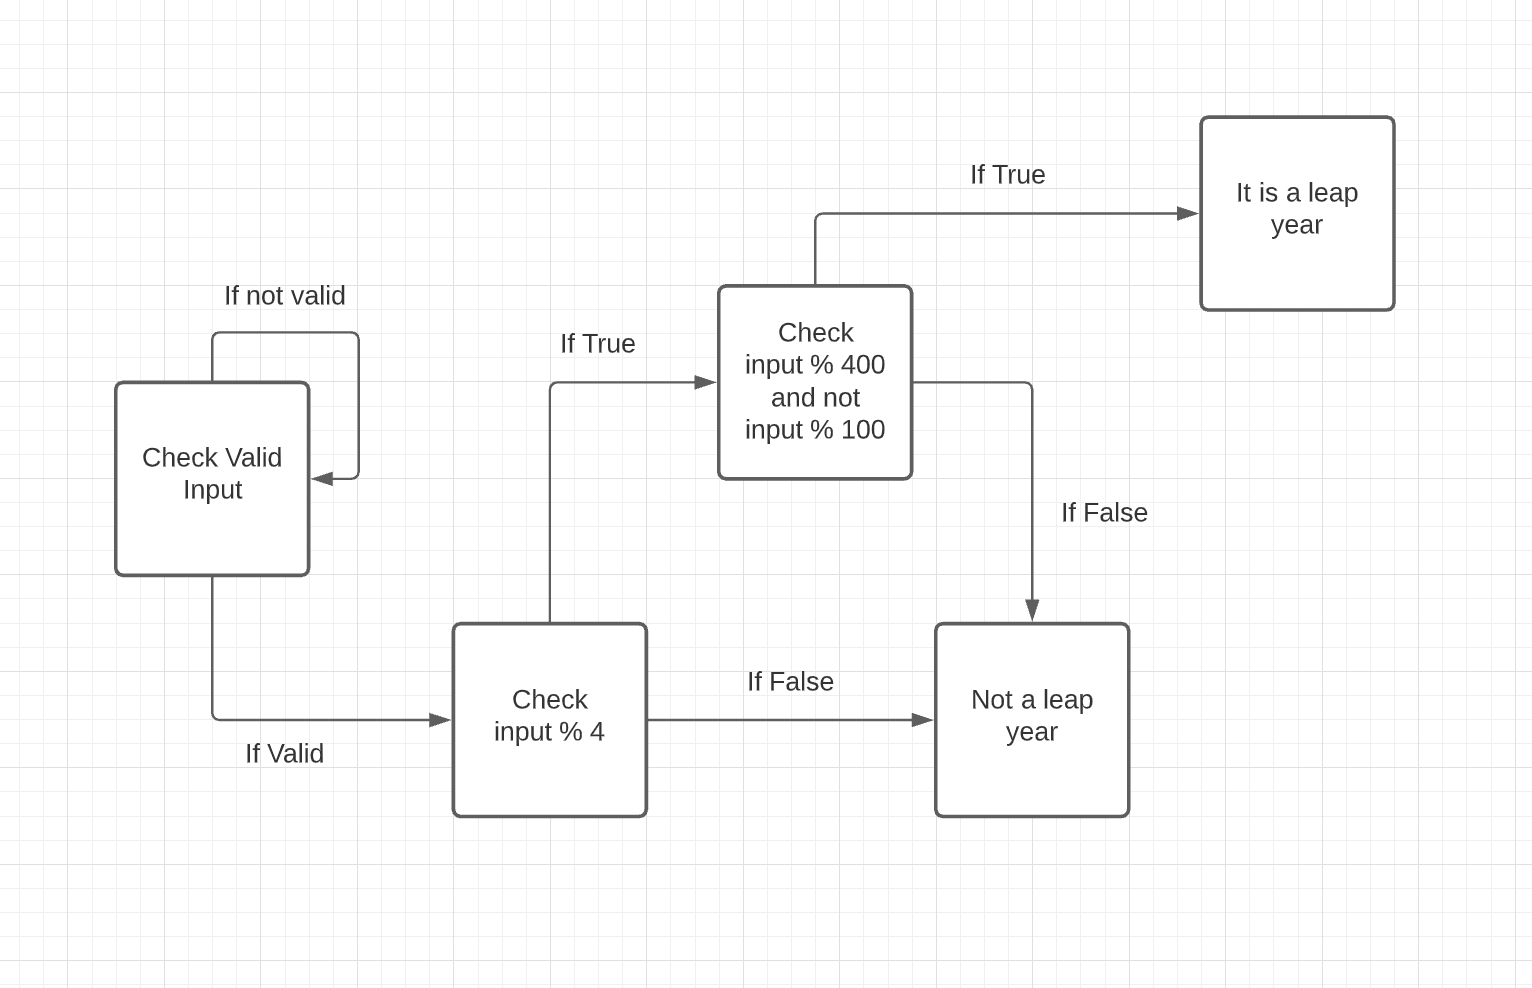 If True
It is a leap
year
If not valid
If True
Check
input % 400
and not
input % 100
Check Valid
Input
If False
If False
Check
input % 4
Not a leap
year
If Valid